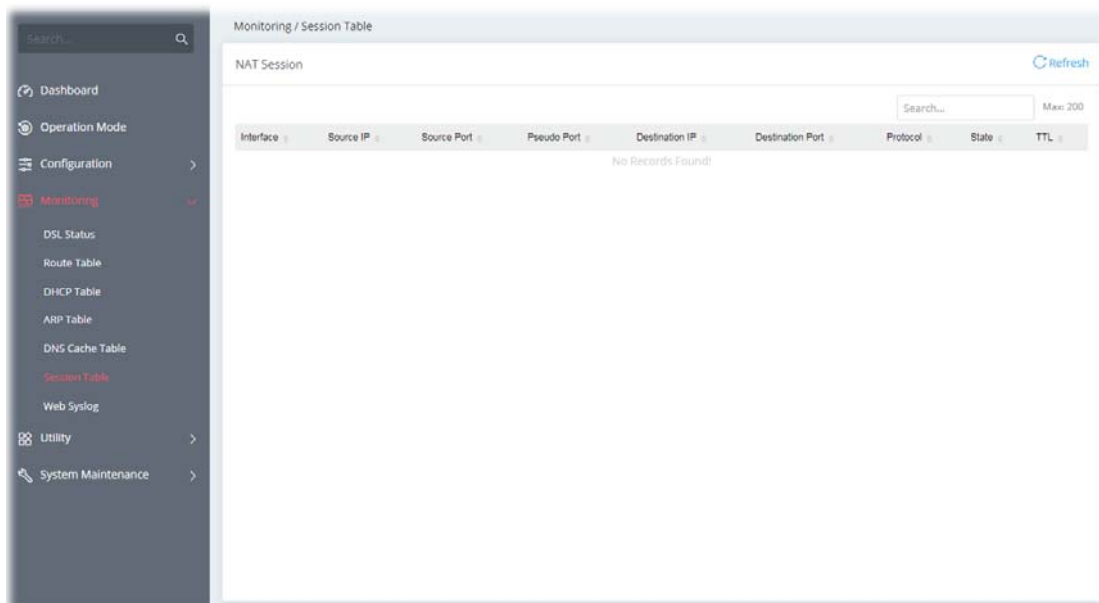 Search...
Dashboard
Operation Mode
Configuration
Monitoring
DSL Status
Route Table
DHCP Table
ARP Table
DNS Cache Table
Session Table
Web Syslog
Utility
System Maintenance
Monitoring / Session Table
NAT Session
Refresh
Search...
Max: 200
Interface Source IP Source Port Pseudo Port Destination IP Destination Port Protocol State TTL
No Records Found!